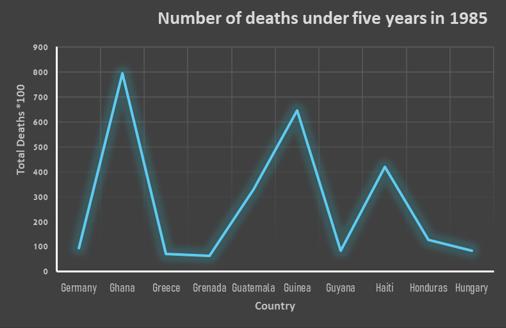 Number of deaths under five years in 1985
Total Deaths *100
900
800
700
600
500
400
300
200
100
0
Germany Ghana Greece Grenada Guatemala Guinea Guyana Haiti Honduras Hungary
Country